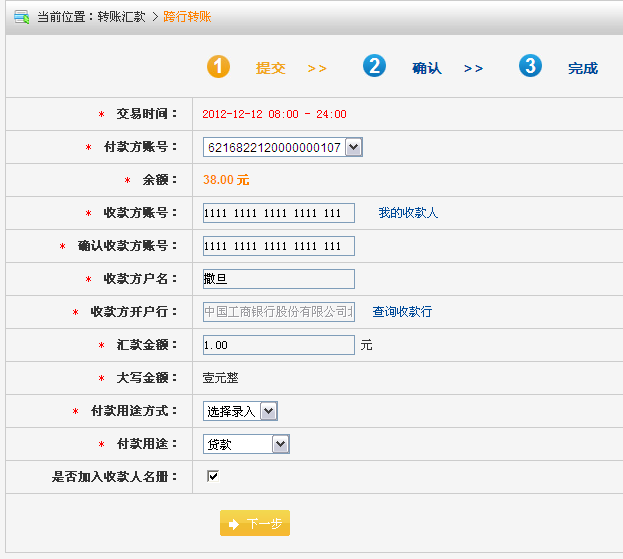 当前位置：转账汇款 > 跨行转账
1 提交 >> 2 确认 >> 3 完成
* 交易时间： 2012-12-12 08:00 - 24:00
* 付款方账号： 6216822120000000107
* 余额： 38.00 元
* 收款方账号： 1111 1111 1111 1111 111 我的收款人
* 确认收款方账号： 1111 1111 1111 1111 111
* 收款方户名： 撒旦
* 收款方开户行： 中国工商银行股份有限公司 查询收款行
* 汇款金额： 1.00 元
* 大写金额： 壹元整
* 付款用途方式： 选择录入
* 付款用途： 贷款
是否加入收款人名册：
下一步